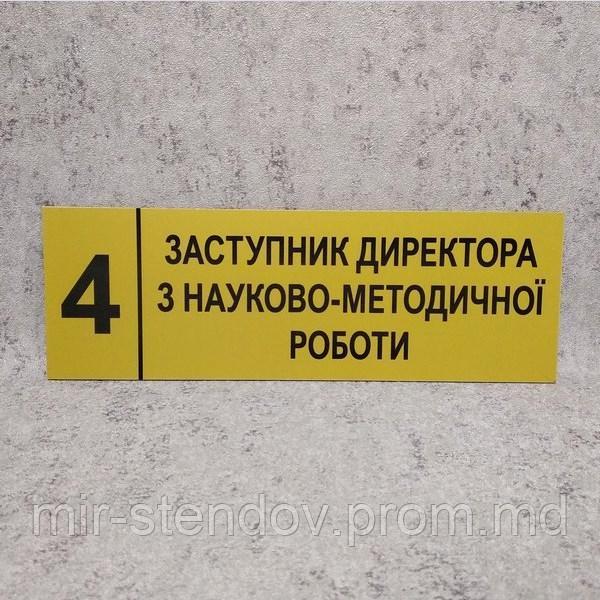 4
ЗАСТУПНИК ДИРЕКТОРА
З НАУКОВО-МЕТОДИЧНОЇ
РОБОТИ
mir-stendov.prom.md